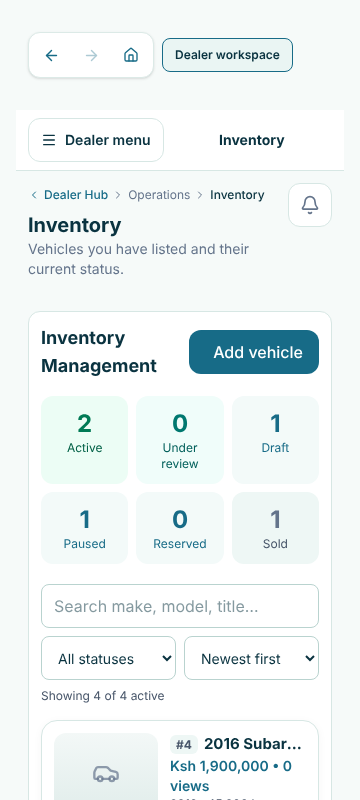 Dealer workspace
Dealer menu
Inventory
Dealer Hub > Operations > Inventory
Inventory
Vehicles you have listed and their
current status.
Inventory
Management
Add vehicle
2
Active
0
Under
review
1
Draft
1
Paused
0
Reserved
1
Sold
Search make, model, title...
All statuses
Newest first
Showing 4 of 4 active
#4 2016 Subar...
Ksh 1,900,000 • 0
views